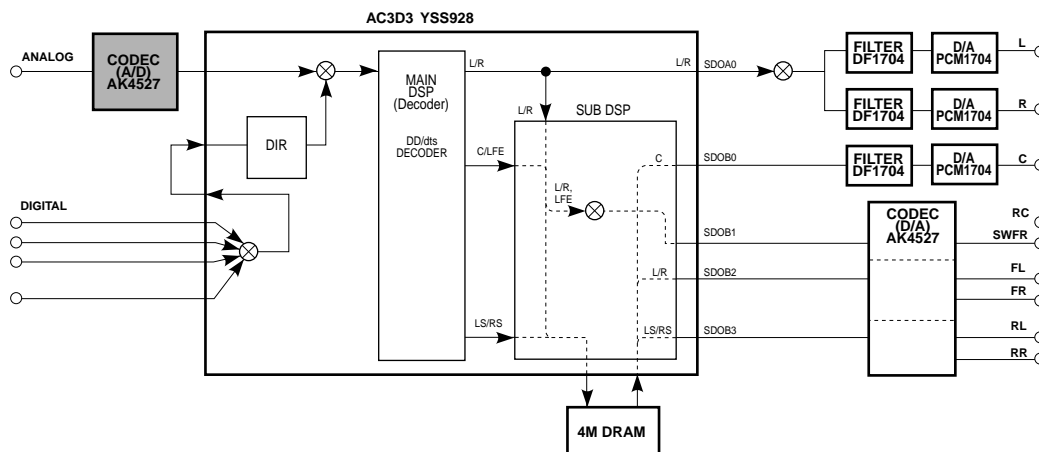 AC3D3 YSS928
ANALOG
CODEC
(A/D)
AK4527
MAIN
DSP
(Decoder)
DD/dts
DECODER
L/R
L/R
SDOA0
FILTER
DF1704
D/A
PCM1704
L
FILTER
DF1704
D/A
PCM1704
R
DIR
L/R
SUB DSP
C/LFE
C
SDOB0
FILTER
DF1704
D/A
PCM1704
C
L/R,
LFE
DIGITAL
SDOB1
CODEC
(D/A)
AK4527
RC
SWFR
L/R
SDOB2
FL
FR
LS/RS
LS/RS
SDOB3
RL
RR
4M DRAM